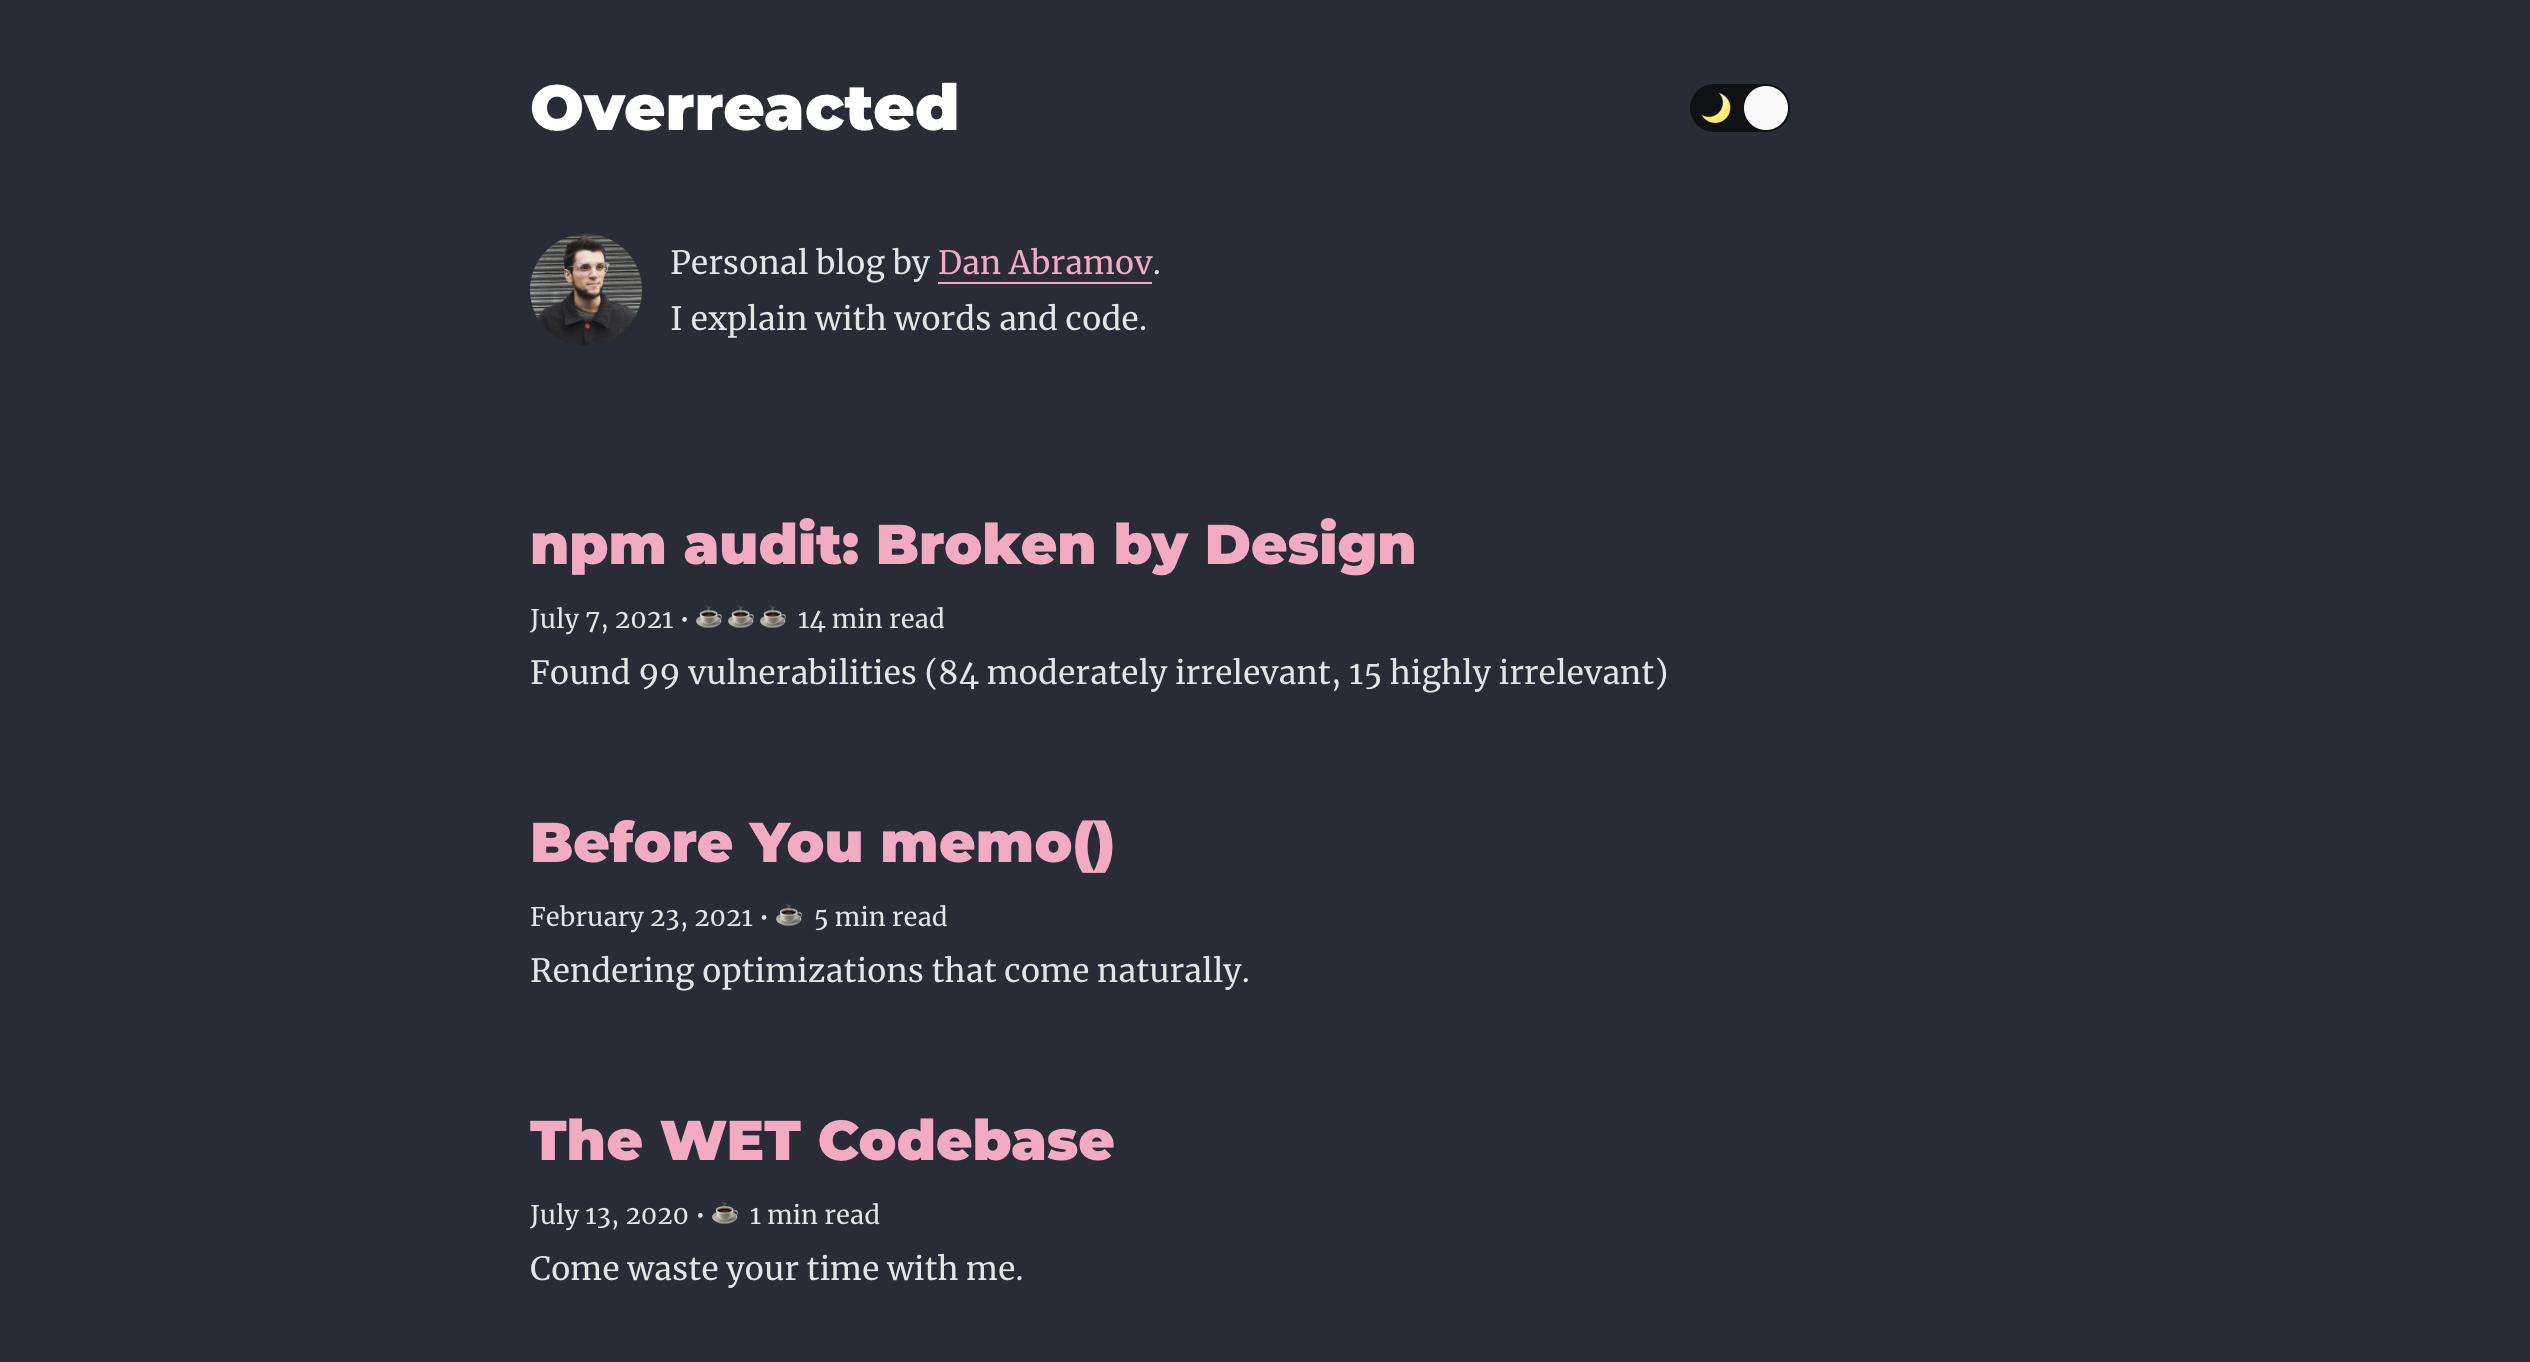 Overreacted
Personal blog by Dan Abramov.
I explain with words and code.
npm audit: Broken by Design
July 7, 2021 • ☕☕☕ 14 min read
Found 99 vulnerabilities (84 moderately irrelevant, 15 highly irrelevant)
Before You memo()
February 23, 2021 • ☕ 5 min read
Rendering optimizations that come naturally.
The WET Codebase
July 13, 2020 • ☕ 1 min read
Come waste your time with me.